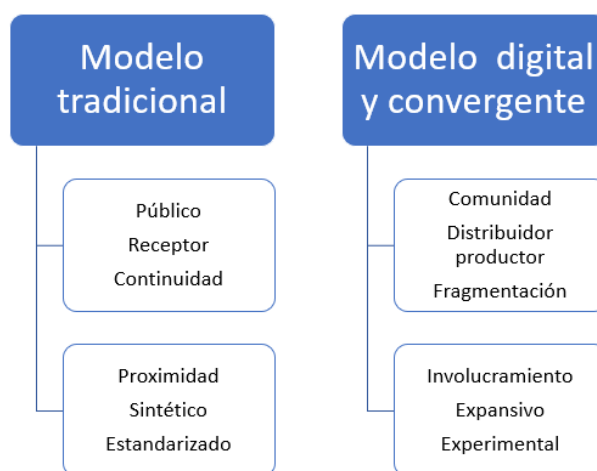 Modelo
tradicional
Público
Receptor
Continuidad
Proximidad
Sintético
Estandarizado
Modelo digital
y convergente
Comunidad
Distribuidor
productor
Fragmentación
Involucramiento
Expansivo
Experimental